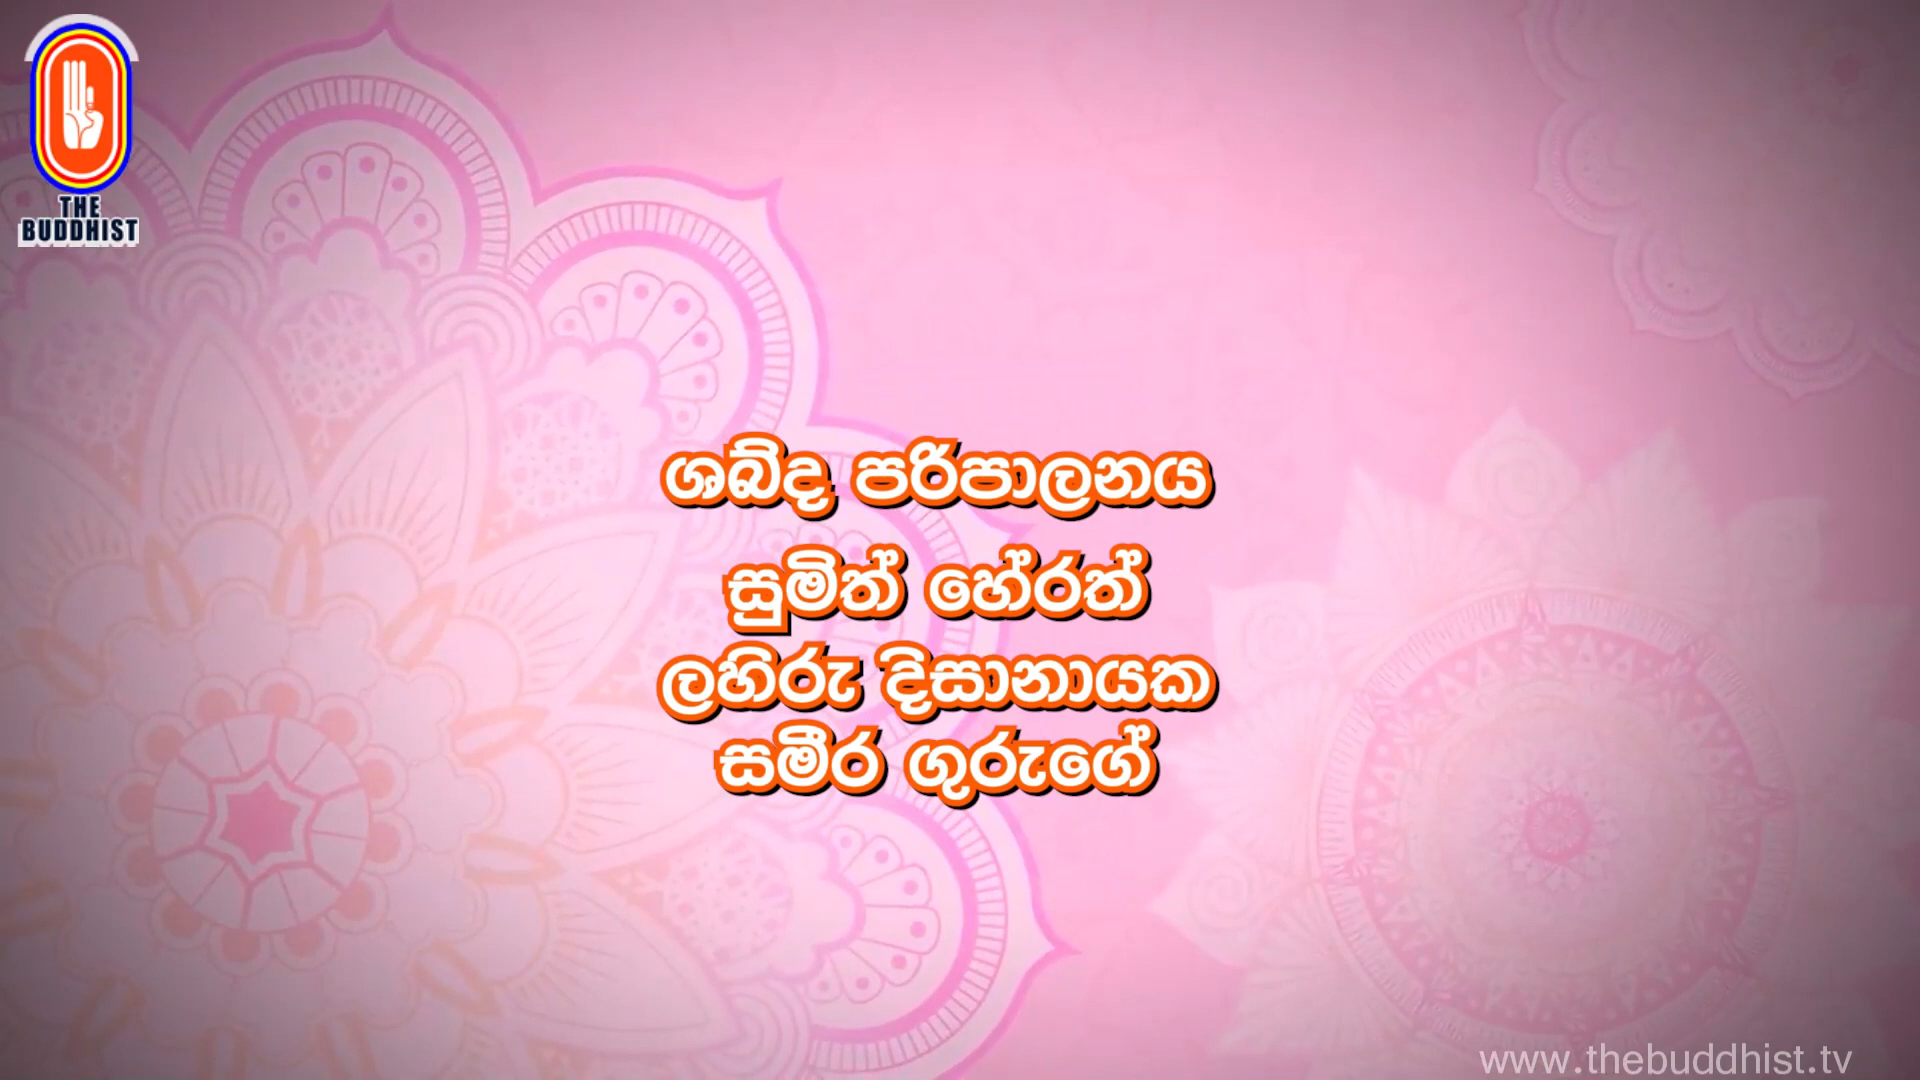 THE
BUDDHIST
ශබ්ද පරිපාලනය
සුමිත් හේරත්
ලහිරු දිසානායක
සමීර ගුරුගේ
www.thebuddhist.tv